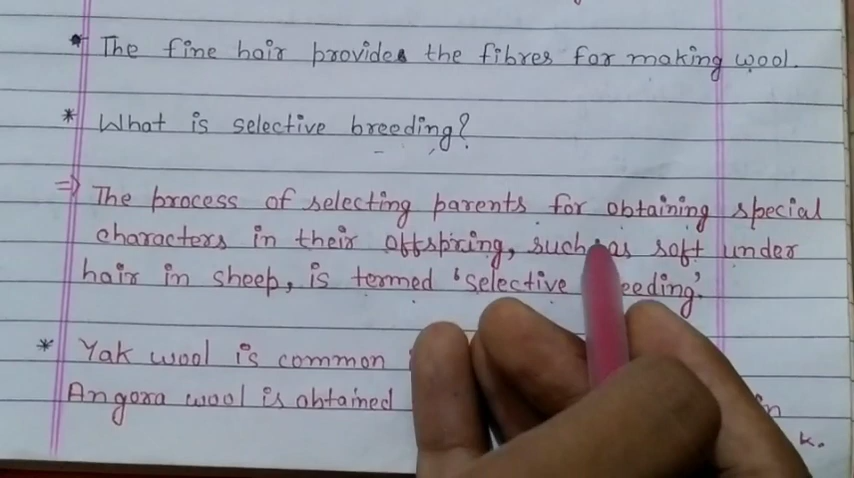 * The fine hair provides the fibres for making wool.
* What is selective breeding?
=> The process of selecting parents for obtaining special
characters in their offspring, such as soft under
hair in sheep, is termed 'selective eeding'.
* Yak wool is common
Angora wool is obtained in
k.